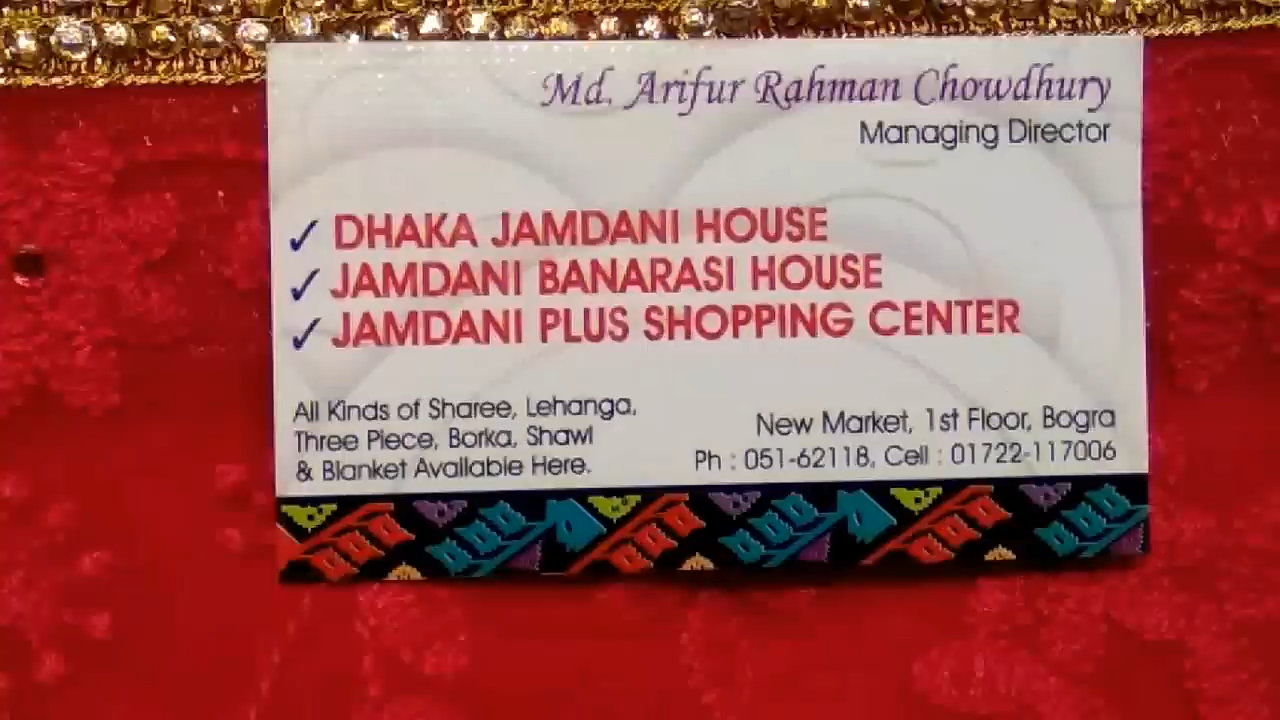 Md. Arifur Rahman Chowdhury
Managing Director
✓ DHAKA JAMDANI HOUSE
✓ JAMDANI BANARASI HOUSE
✓ JAMDANI PLUS SHOPPING CENTER
All Kinds of Sharee, Lehanga,
Three Piece, Borka, Shawl
& Blanket Available Here.
New Market, 1st Floor, Bogra
Ph : 051-62118, Cell : 01722-117006